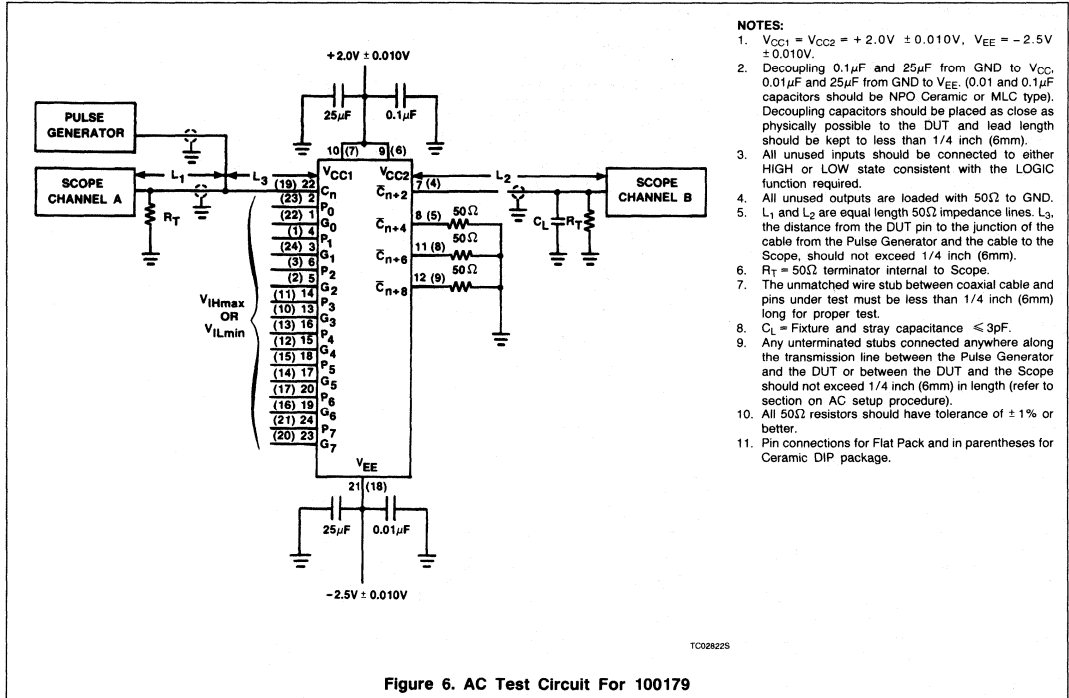 +2.0V ± 0.010V
25μF
0.1μF
PULSE
GENERATOR
SCOPE
CHANNEL A
L1
L3
RT
10 (7)
9 (6)
VCC1
VCC2
(19) 22 Cn
(23) 2 P0
(22) 1 G0
(1) 4 P1
(24) 3 G1
(3) 6 P2
(2) 5 G2
(11) 14 P3
(10) 13 G3
(13) 16 P4
(12) 15 G4
(15) 18 P5
(14) 17 G5
(17) 20 P6
(16) 19 G6
(21) 24 P7
(20) 23 G7
VIHmax
OR
VILmin
C̅n+2 7 (4)
C̅n+4 8 (5) 50Ω
C̅n+6 11 (8) 50Ω
C̅n+8 12 (9) 50Ω
L2
CL
RT
SCOPE
CHANNEL B
VEE
21 (18)
25μF
0.01μF
−2.5V ± 0.010V
NOTES:
1. VCC1 = VCC2 = + 2.0V ±0.010V, VEE = −2.5V
±0.010V.
2. Decoupling 0.1μF and 25μF from GND to VCC,
0.01μF and 25μF from GND to VEE. (0.01 and 0.1μF
capacitors should be NPO Ceramic or MLC type).
Decoupling capacitors should be placed as close as
physically possible to the DUT and lead length
should be kept to less than 1/4 inch (6mm).
3. All unused inputs should be connected to either
HIGH or LOW state consistent with the LOGIC
function required.
4. All unused outputs are loaded with 50Ω to GND.
5. L1 and L2 are equal length 50Ω impedance lines. L3,
the distance from the DUT pin to the junction of the
cable from the Pulse Generator and the cable to the
Scope, should not exceed 1/4 inch (6mm).
6. RT = 50Ω terminator internal to Scope.
7. The unmatched wire stub between coaxial cable and
pins under test must be less than 1/4 inch (6mm)
long for proper test.
8. CL = Fixture and stray capacitance ⩽ 3pF.
9. Any unterminated stubs connected anywhere along
the transmission line between the Pulse Generator
and the DUT or between the DUT and the Scope
should not exceed 1/4 inch (6mm) in length (refer to
section on AC setup procedure).
10. All 50Ω resistors should have tolerance of ±1% or
better.
11. Pin connections for Flat Pack and in parentheses for
Ceramic DIP package.
TC02822S
Figure 6. AC Test Circuit For 100179